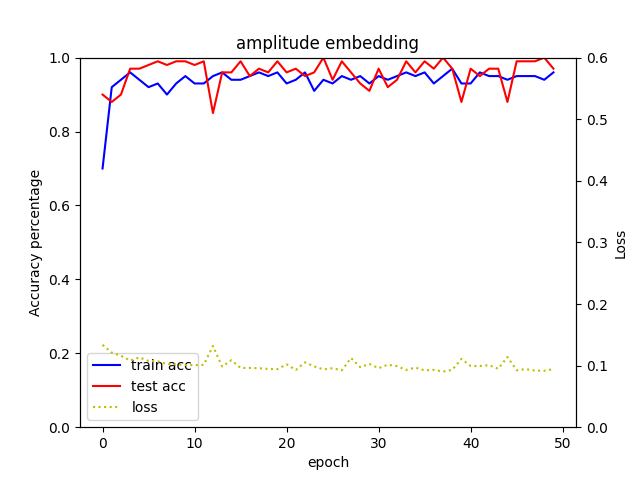 amplitude embedding
1.0
0.8
0.6
0.4
0.2
0.0
Accuracy percentage
0.6
0.5
0.4
0.3
0.2
0.1
0.0
Loss
train acc
test acc
loss
0 10 20 30 40 50
epoch